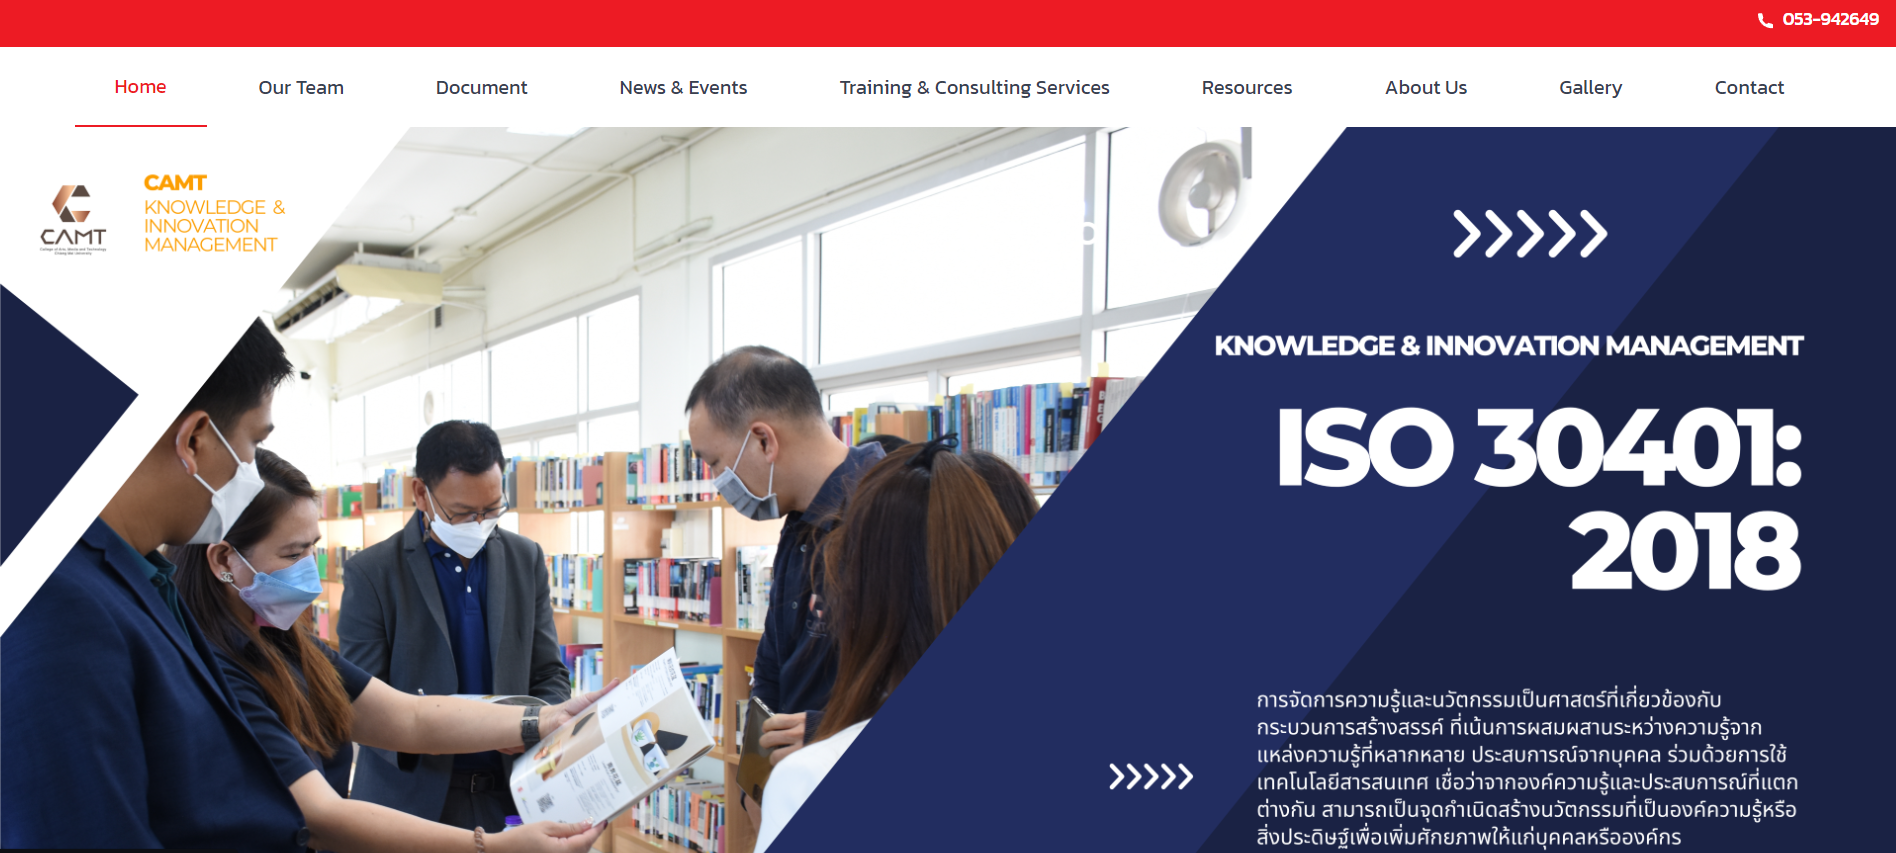 053-942649
Home
Our Team
Document
News & Events
Training & Consulting Services
Resources
About Us
Gallery
Contact
CAMT
KNOWLEDGE &
INNOVATION
MANAGEMENT
CAMT
College of Arts, Media and Technology
Chiang Mai University
KNOWLEDGE & INNOVATION MANAGEMENT
ISO 30401:
2018
การจัดการความรู้และนวัตกรรมเป็นศาสตร์ที่เกี่ยวข้องกับ
กระบวนการสร้างสรรค์ ที่เน้นการผสมผสานระหว่างความรู้จาก
แหล่งความรู้ที่หลากหลาย ประสบการณ์จากบุคคล ร่วมด้วยการใช้
เทคโนโลยีสารสนเทศ เชื่อว่าจากองค์ความรู้และประสบการณ์ที่แตก
ต่างกัน สามารถเป็นจุดกำเนิดสร้างนวัตกรรมที่เป็นองค์ความรู้หรือ
สิ่งประดิษฐ์เพื่อเพิ่มศักยภาพให้แก่บุคคลหรือองค์กร